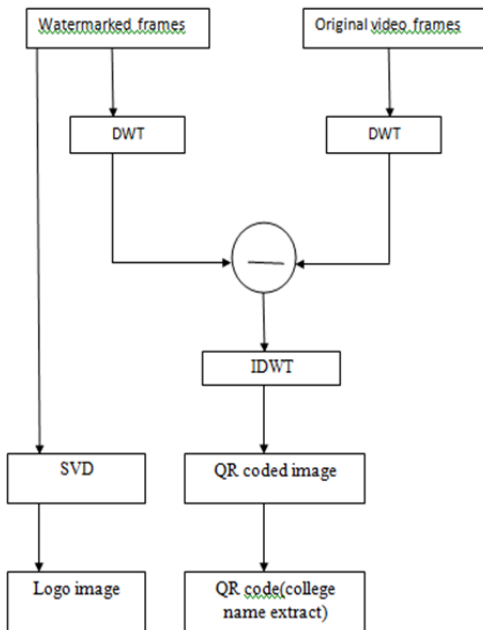 Watermarked frames
Original video frames
DWT
DWT
IDWT
SVD
QR coded image
Logo image
QR code(college
name extract)